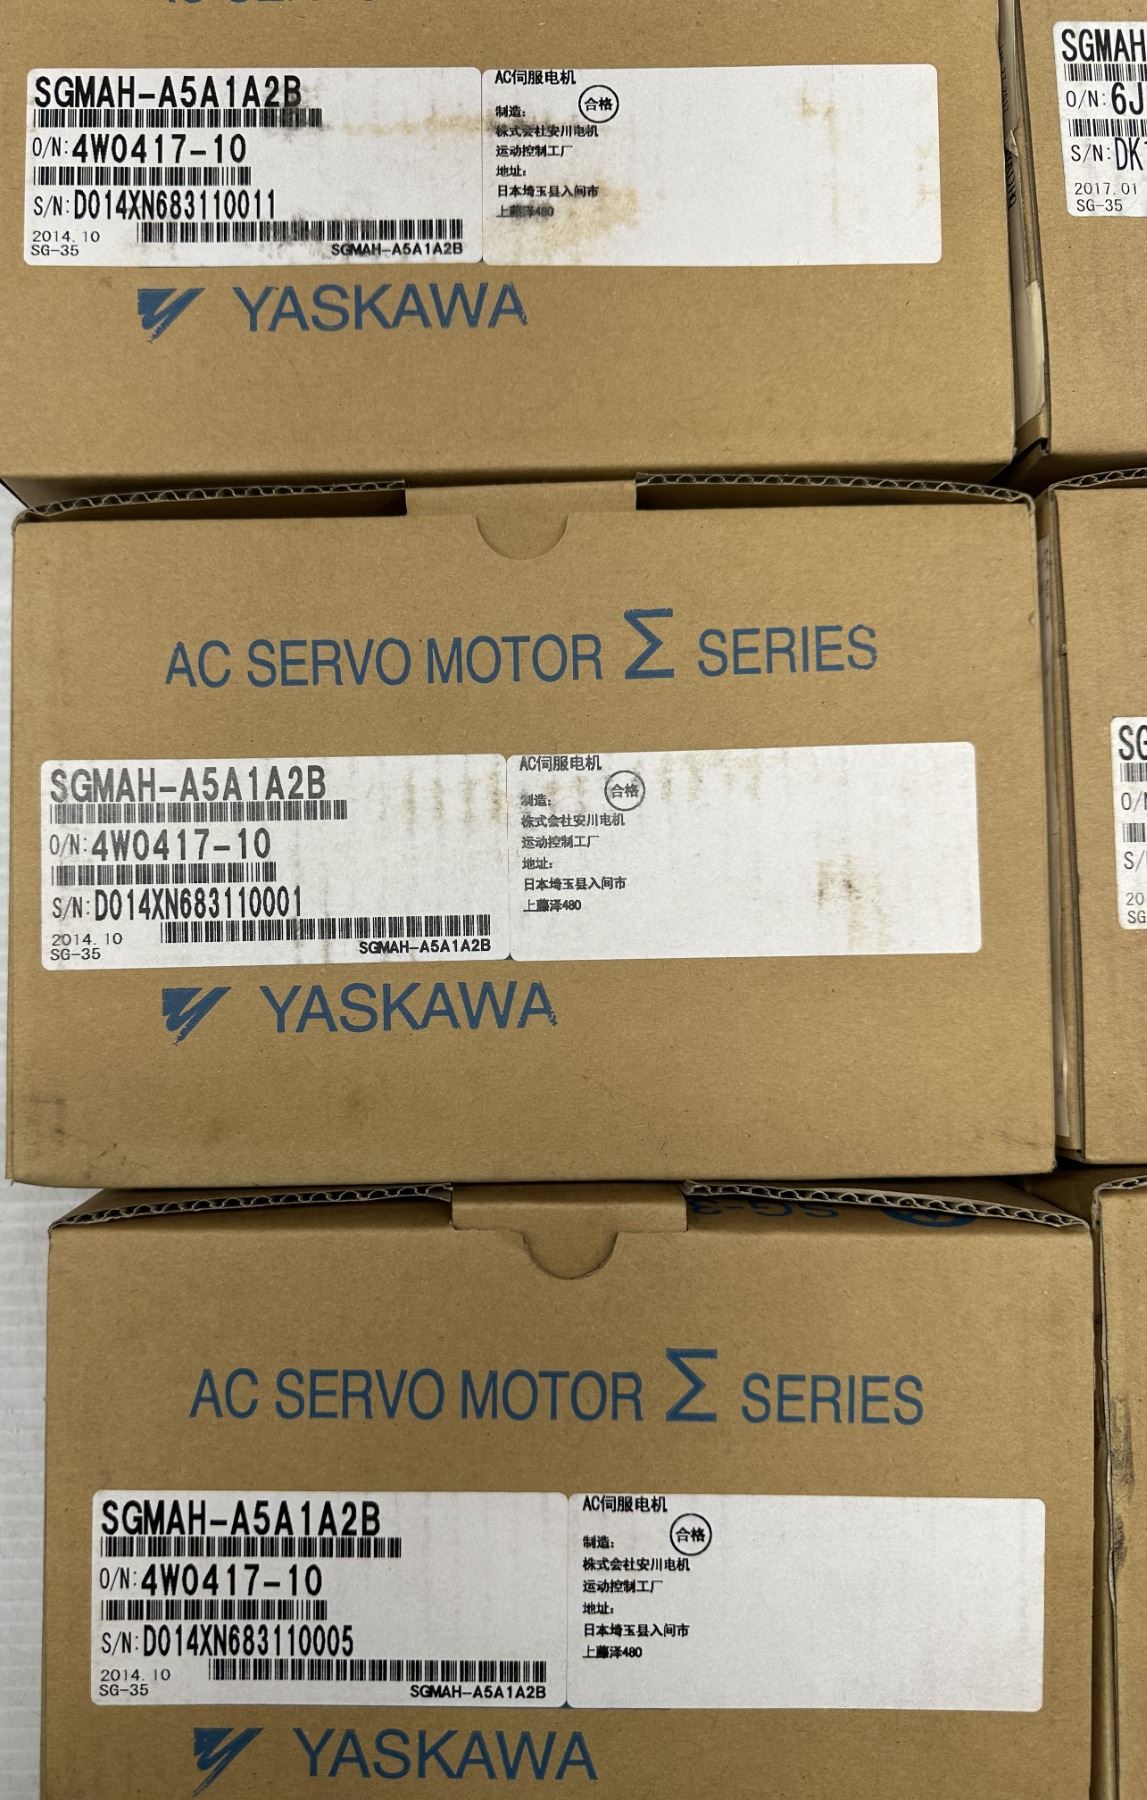 SGMAH-A5A1A2B
O/N:4W0417-10
S/N:D014XN683110011
2014.10
SG-35
SGMAH-A5A1A2B
AC伺服电机
合格
制造:
株式会社安川电机
运动控制工厂
地址:
日本埼玉县入间市
上藤泽480
YASKAWA
SGMAH
O/N:6J
S/N:DK
2017.01
SG-35
AC SERVO MOTOR Σ SERIES
SGMAH-A5A1A2B
O/N:4W0417-10
S/N:D014XN683110001
2014.10
SG-35
SGMAH-A5A1A2B
AC伺服电机
合格
制造:
株式会社安川电机
运动控制工厂
地址:
日本埼玉县入间市
上藤泽480
YASKAWA
SG
O/
S/
20
SG
AC SERVO MOTOR Σ SERIES
SGMAH-A5A1A2B
O/N:4W0417-10
S/N:D014XN683110005
2014.10
SG-35
SGMAH-A5A1A2B
AC伺服电机
合格
制造:
株式会社安川电机
运动控制工厂
地址:
日本埼玉县入间市
上藤泽480
YASKAWA